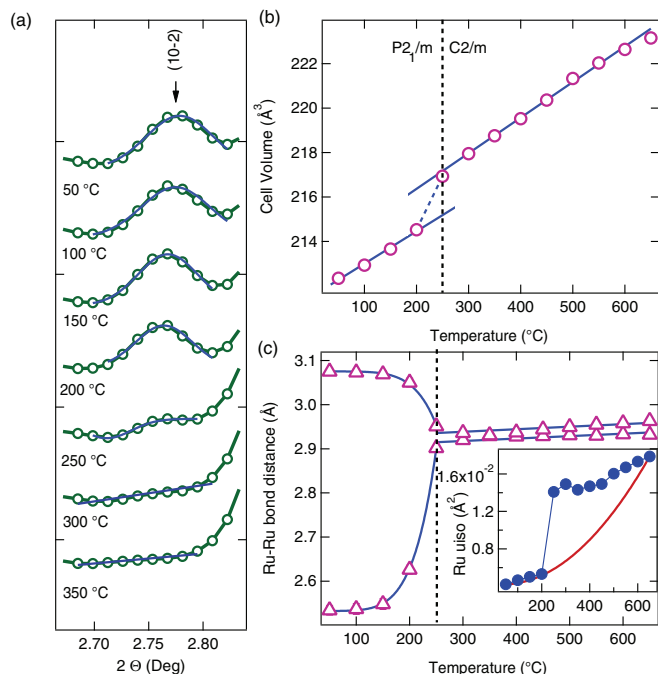 (a)
(10-2)
50 °C
100 °C
150 °C
200 °C
250 °C
300 °C
350 °C
2.70
2.75
2.80
2 Θ (Deg)
(b)
P2₁/m
C2/m
Cell Volume (Å³)
222
220
218
216
214
100
200
300
400
500
600
Temperature (°C)
(c)
Ru-Ru bond distance (Å)
3.1
3.0
2.9
2.8
2.7
2.6
0
100
200
300
400
500
600
Temperature (°C)
Ru uiso (Å²)
1.6×10⁻²
1.2
0.8
200
400
600